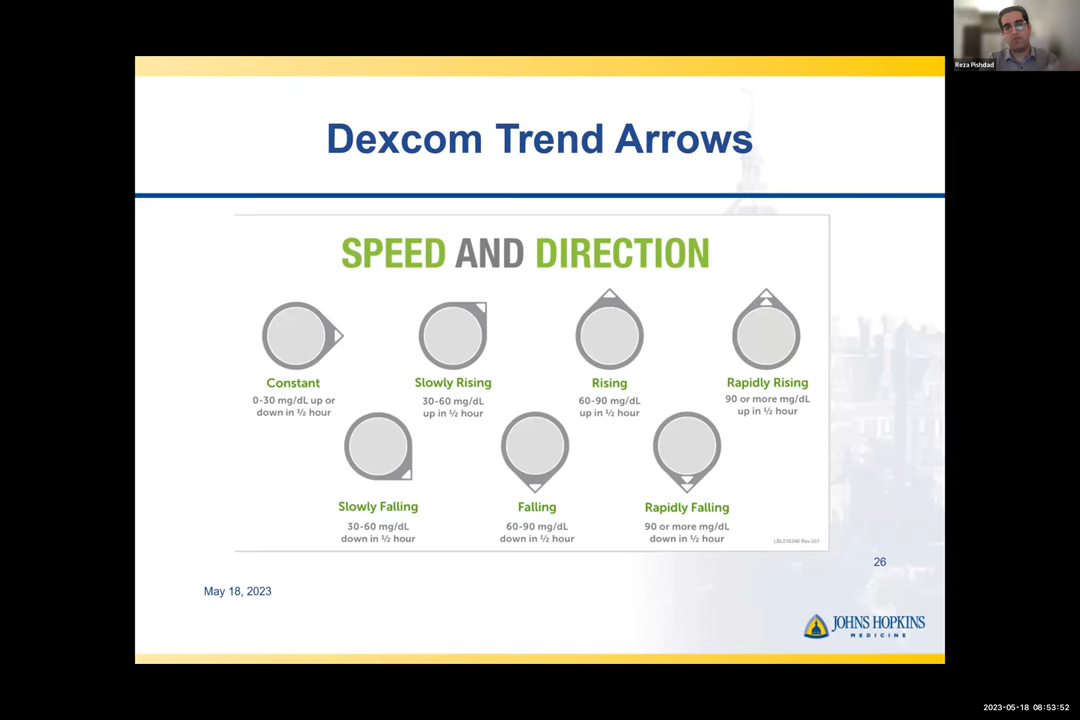 Reza Pishdad
Dexcom Trend Arrows
SPEED AND DIRECTION
Constant
0-30 mg/dL up or
down in ½ hour
Slowly Rising
30-60 mg/dL
up in ½ hour
Rising
60-90 mg/dL
up in ½ hour
Rapidly Rising
90 or more mg/dL
up in ½ hour
Slowly Falling
30-60 mg/dL
down in ½ hour
Falling
60-90 mg/dL
down in ½ hour
Rapidly Falling
90 or more mg/dL
down in ½ hour
Rev 001
26
May 18, 2023
JOHNS HOPKINS
MEDICINE
2023-05-18 08:53:52